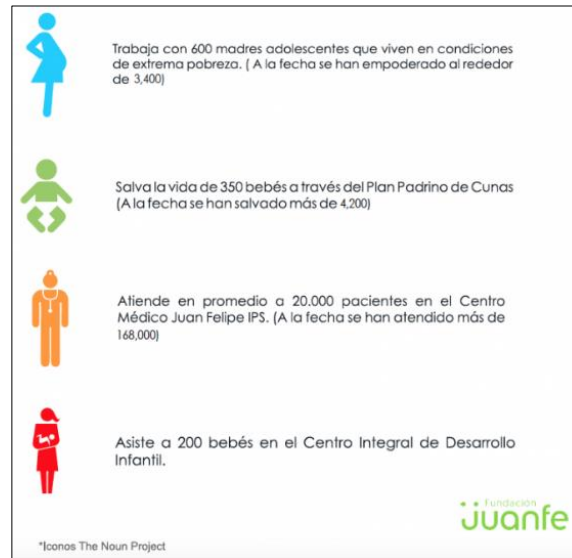 Trabaja con 600 madres adolescentes que viven en condiciones
de extrema pobreza. ( A la fecha se han empoderado al rededor
de 3,400)
Salva la vida de 350 bebés a través del Plan Padrino de Cunas
(A la fecha se han salvado más de 4,200)
Atiende en promedio a 20.000 pacientes en el Centro
Médico Juan Felipe IPS. (A la fecha se han atendido más de
168,000)
Asiste a 200 bebés en el Centro Integral de Desarrollo
Infantil.
Fundación
juanfe
*Iconos The Noun Project